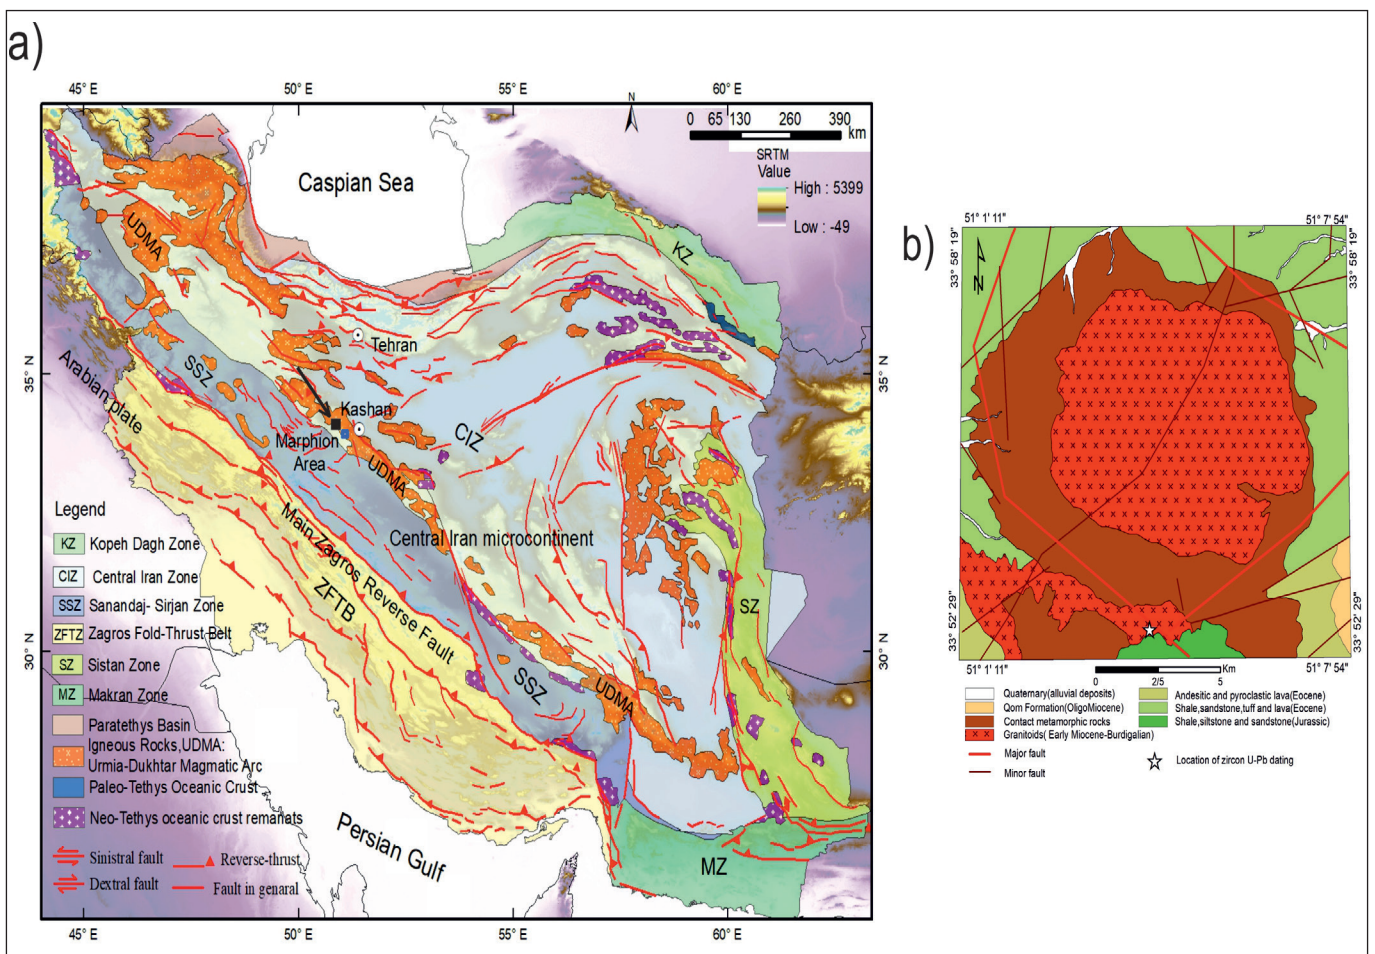 a)
45° E
50° E
55° E
60° E
N
0 65 130 260 390
km
SRTM
Value
High : 5399
Low : -49
Caspian Sea
UDMA
KZ
Tehran
35° N
35° N
SSZ
Arabian plate
Kashan
Marphion
Area
CIZ
UDMA
Central Iran microcontinent
Main Zagros Reverse Fault
ZFTB
SZ
30° N
30° N
SSZ
UDMA
MZ
Persian Gulf
Legend
KZ Kopeh Dagh Zone
CIZ Central Iran Zone
SSZ Sanandaj- Sirjan Zone
ZFTZ Zagros Fold-Thrust Belt
SZ Sistan Zone
MZ Makran Zone
Paratethys Basin
Igneous Rocks,UDMA:
Urmia-Dukhtar Magmatic Arc
Paleo-Tethys Oceanic Crust
Neo-Tethys oceanic crust remanats
Sinistral fault
Reverse-thrust
Dextral fault
Fault in genaral
45° E
50° E
55° E
60° E
b)
51° 1' 11"
51° 7' 54"
33° 58' 19"
33° 58' 19"
N
33° 52' 29"
33° 52' 29"
51° 1' 11"
51° 7' 54"
0 2/5 5
Km
Quaternary(alluvial deposits)
Qom Formation(OligoMiocene)
Contact metamorphic rocks
Granitoids( Early Miocene-Burdigalian)
Andesitic and pyroclastic lava(Eocene)
Shale,sandstone,tuff and lava(Eocene)
Shale,siltstone and sandstone(Jurassic)
Major fault
Minor fault
Location of zircon U-Pb dating